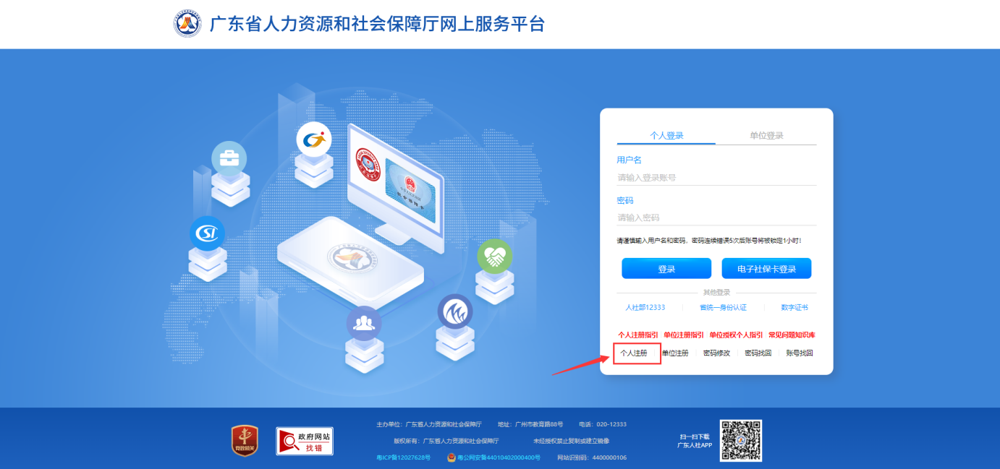 广东省人力资源和社会保障厅网上服务平台
个人登录 单位登录
用户名
请输入登录账号
密码
请输入密码
请谨慎输入用户名和密码，密码连续错误5次后账号将被锁定1小时！
登录 电子社保卡登录
其他登录
人社部12333 省统一身份认证 数字证书
个人注册指引 单位注册指引 单位授权个人指引 常见问题知识库
个人注册 单位注册 密码修改 密码找回 账号找回
党政机关
政府网站
找错
主办单位：广东省人力资源和社会保障厅 地址：广州市教育路88号 电话：020-12333
版权所有：广东省人力资源和社会保障厅 未经授权禁止复制或建立镜像
粤ICP备12027628号 粤公网安备44010402000400号 网站识别码：4400000106
扫一扫下载
广东人社APP